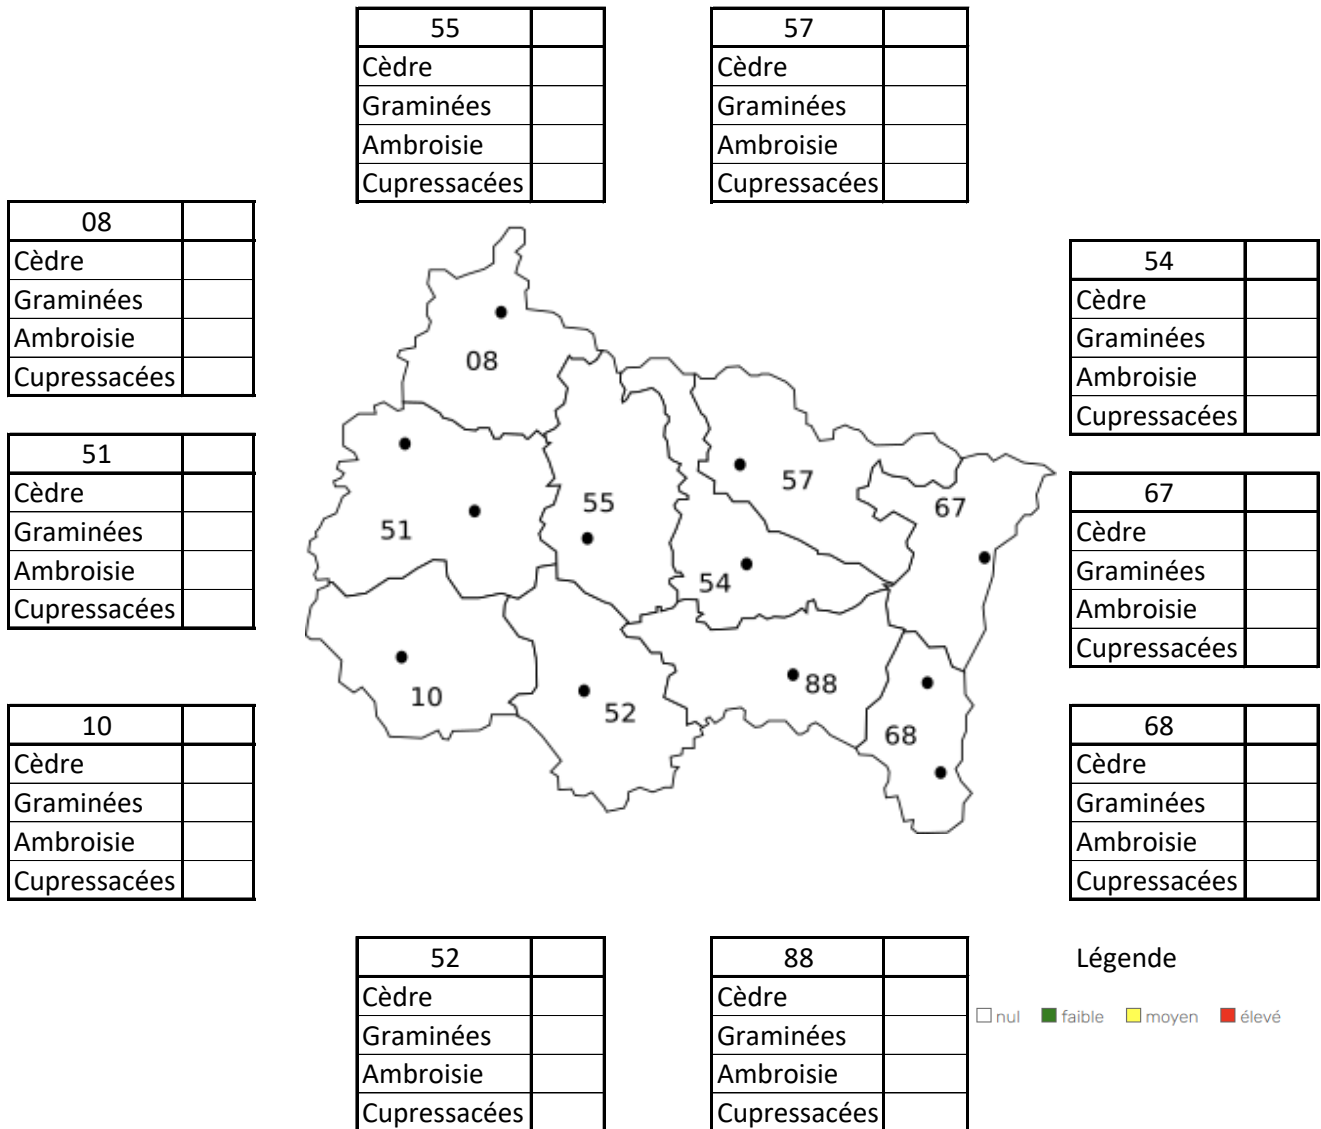 55
Cèdre
Graminées
Ambroisie
Cupressacées
57
Cèdre
Graminées
Ambroisie
Cupressacées
08
Cèdre
Graminées
Ambroisie
Cupressacées
54
Cèdre
Graminées
Ambroisie
Cupressacées
51
Cèdre
Graminées
Ambroisie
Cupressacées
67
Cèdre
Graminées
Ambroisie
Cupressacées
10
Cèdre
Graminées
Ambroisie
Cupressacées
68
Cèdre
Graminées
Ambroisie
Cupressacées
08
57
55
67
51
54
88
10
52
68
52
Cèdre
Graminées
Ambroisie
Cupressacées
88
Cèdre
Graminées
Ambroisie
Cupressacées
Légende
nul faible moyen élevé